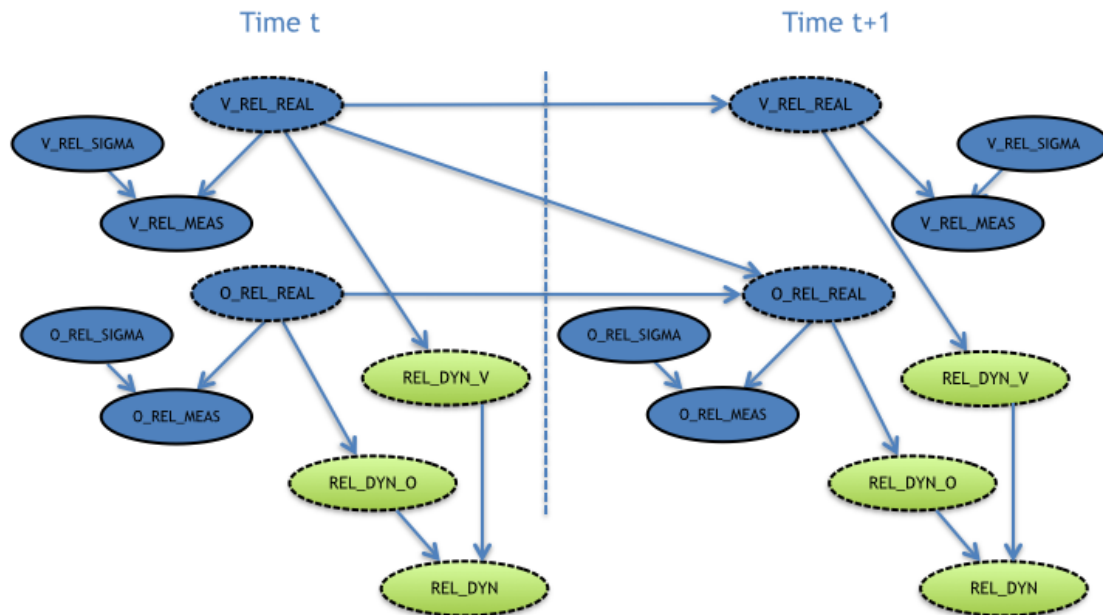 Time t
Time t+1
V_REL_REAL
V_REL_REAL
V_REL_SIGMA
V_REL_SIGMA
V_REL_MEAS
V_REL_MEAS
O_REL_REAL
O_REL_REAL
O_REL_SIGMA
O_REL_SIGMA
REL_DYN_V
REL_DYN_V
O_REL_MEAS
O_REL_MEAS
REL_DYN_O
REL_DYN_O
REL_DYN
REL_DYN